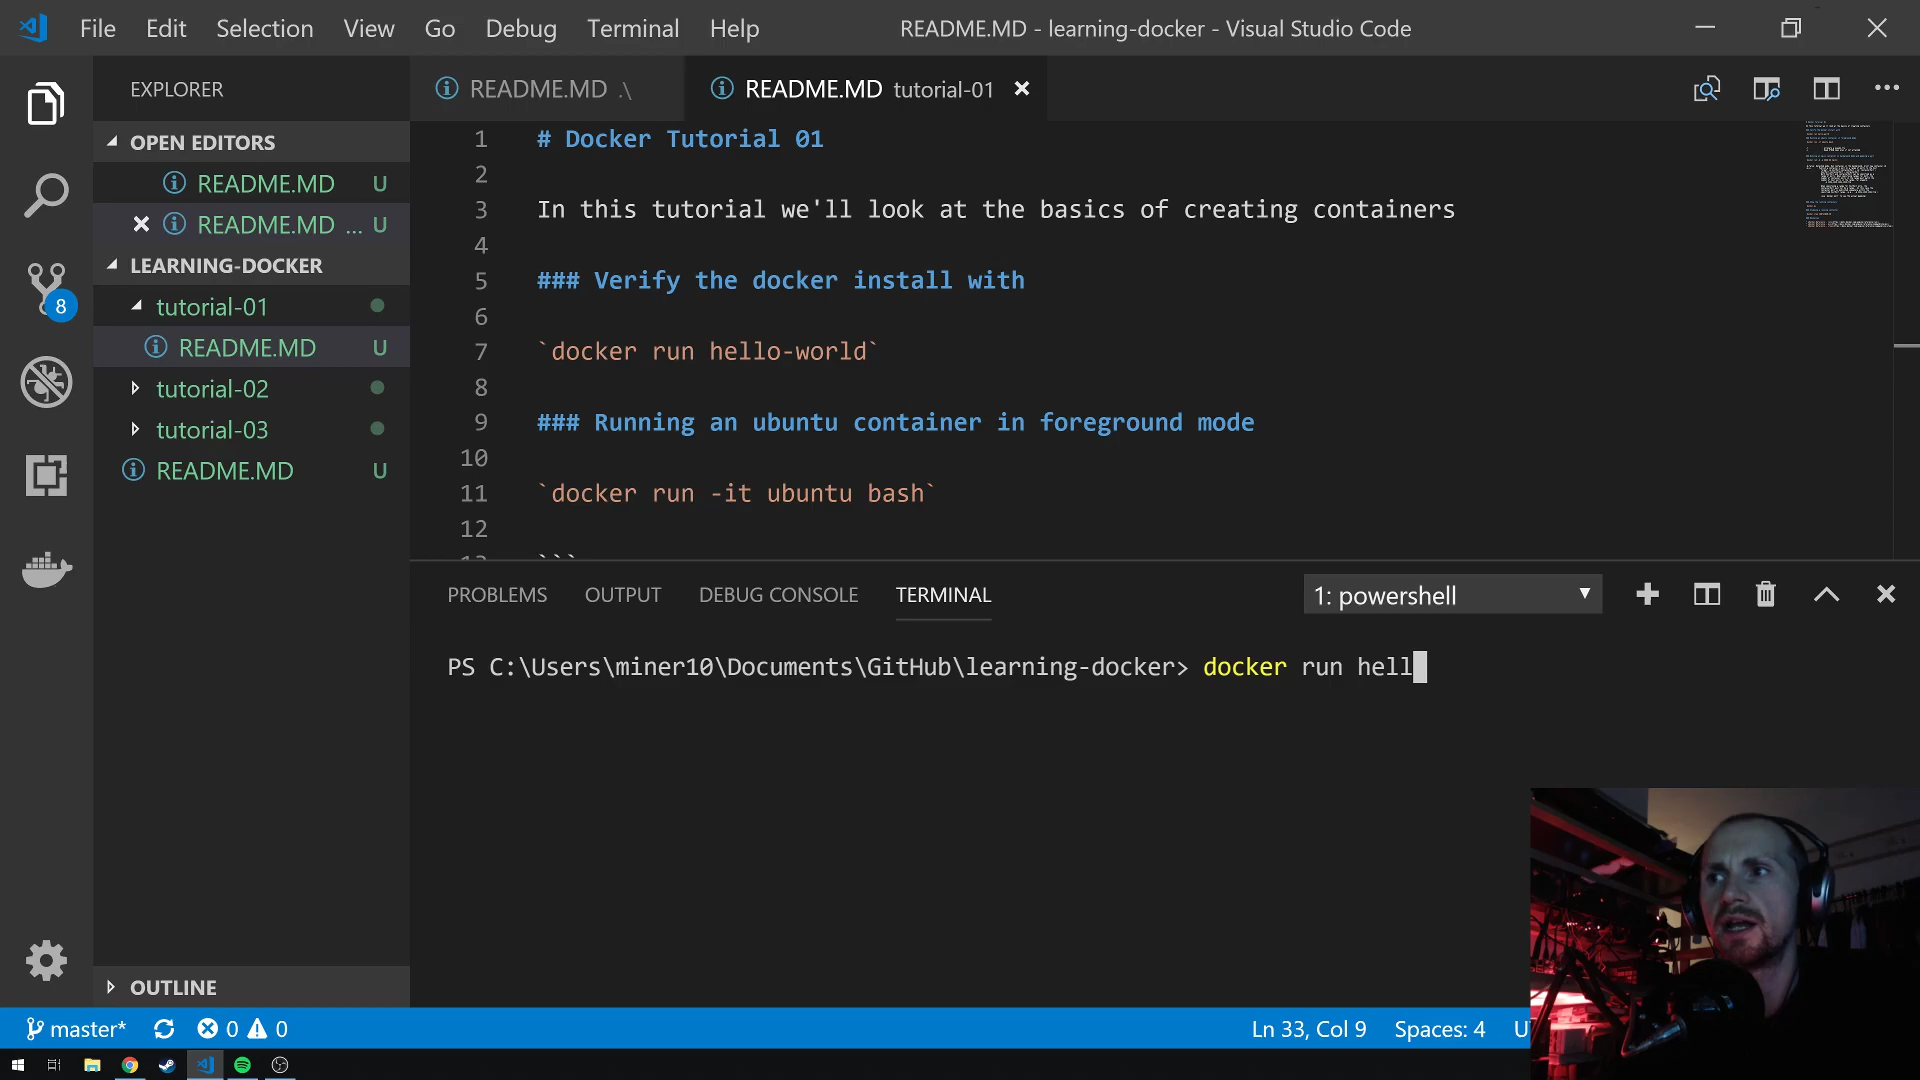 File Edit Selection View Go Debug Terminal Help
README.MD - learning-docker - Visual Studio Code
EXPLORER
OPEN EDITORS
README.MD U
README.MD ... U
LEARNING-DOCKER
tutorial-01
README.MD U
tutorial-02
tutorial-03
README.MD U
OUTLINE
8
README.MD .\
README.MD tutorial-01
1 # Docker Tutorial 01
2
3 In this tutorial we'll look at the basics of creating containers
4
5 ### Verify the docker install with
6
7 `docker run hello-world`
8
9 ### Running an ubuntu container in foreground mode
10
11 `docker run -it ubuntu bash`
12
13 ```
PROBLEMS OUTPUT DEBUG CONSOLE TERMINAL
1: powershell
PS C:\Users\miner10\Documents\GitHub\learning-docker> docker run hell
master* 0 0
Ln 33, Col 9 Spaces: 4